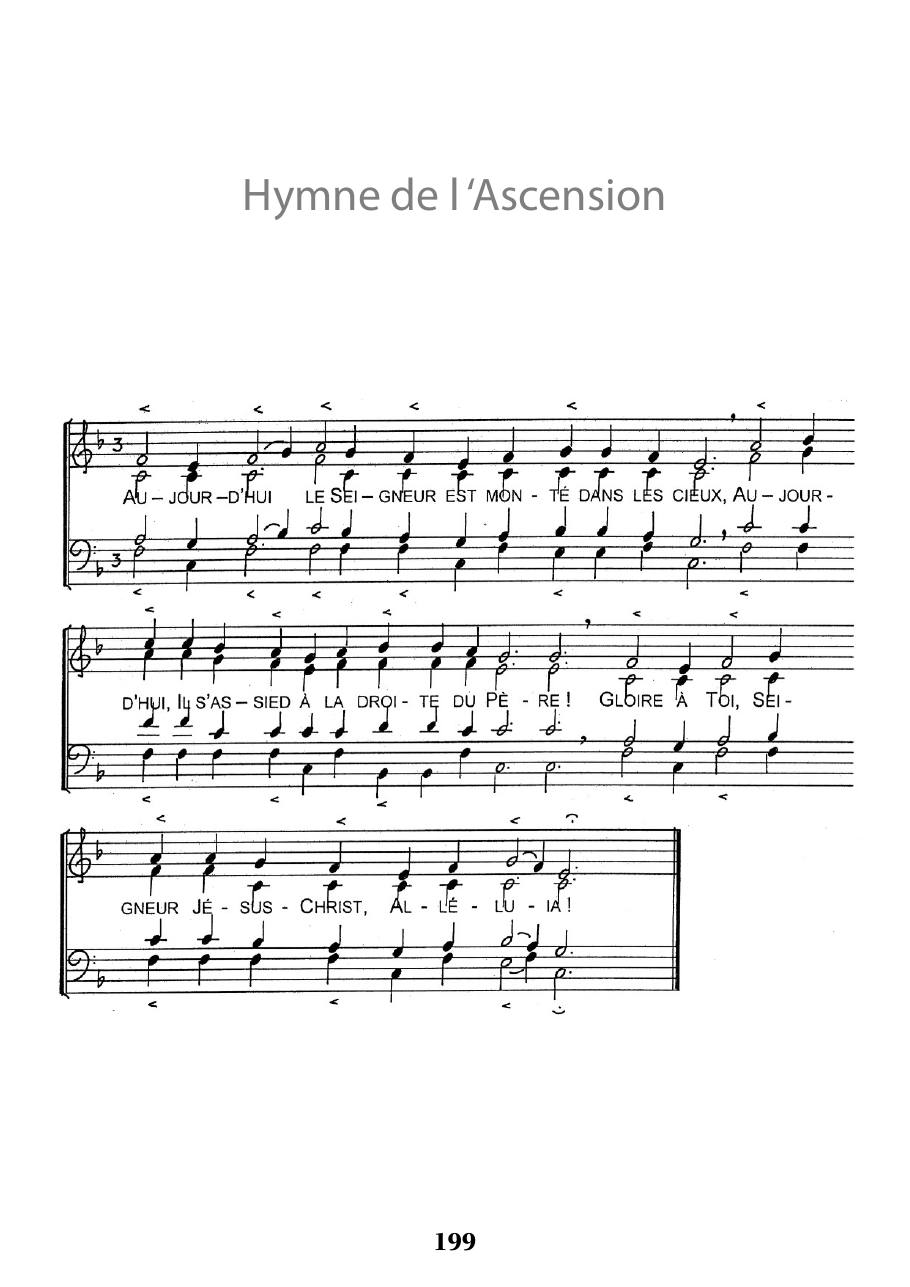 Hymne de l ‘Ascension
3
AU – JOUR – D'HUI LE SEI – GNEUR EST MON - TÉ DANS LES CIEUX, AU – JOUR -
3
D'HUI, IL S'AS – SIED À LA DROI - TE DU PÈ - RE ! GLOIRE À TOI, SEI -
GNEUR JÉ - SUS - CHRIST, AL - LÉ - LU - IA !
199